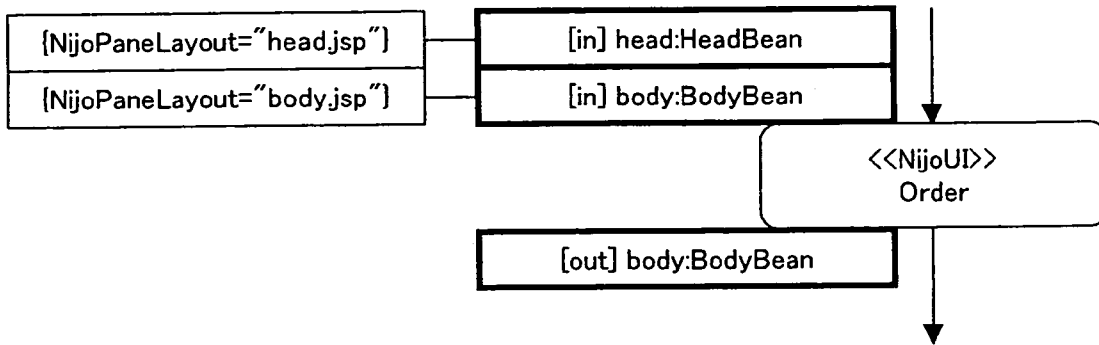 {NijoPaneLayout="head.jsp"}
[in] head:HeadBean
{NijoPaneLayout="body.jsp"}
[in] body:BodyBean
<<NijoUI>>
Order
[out] body:BodyBean